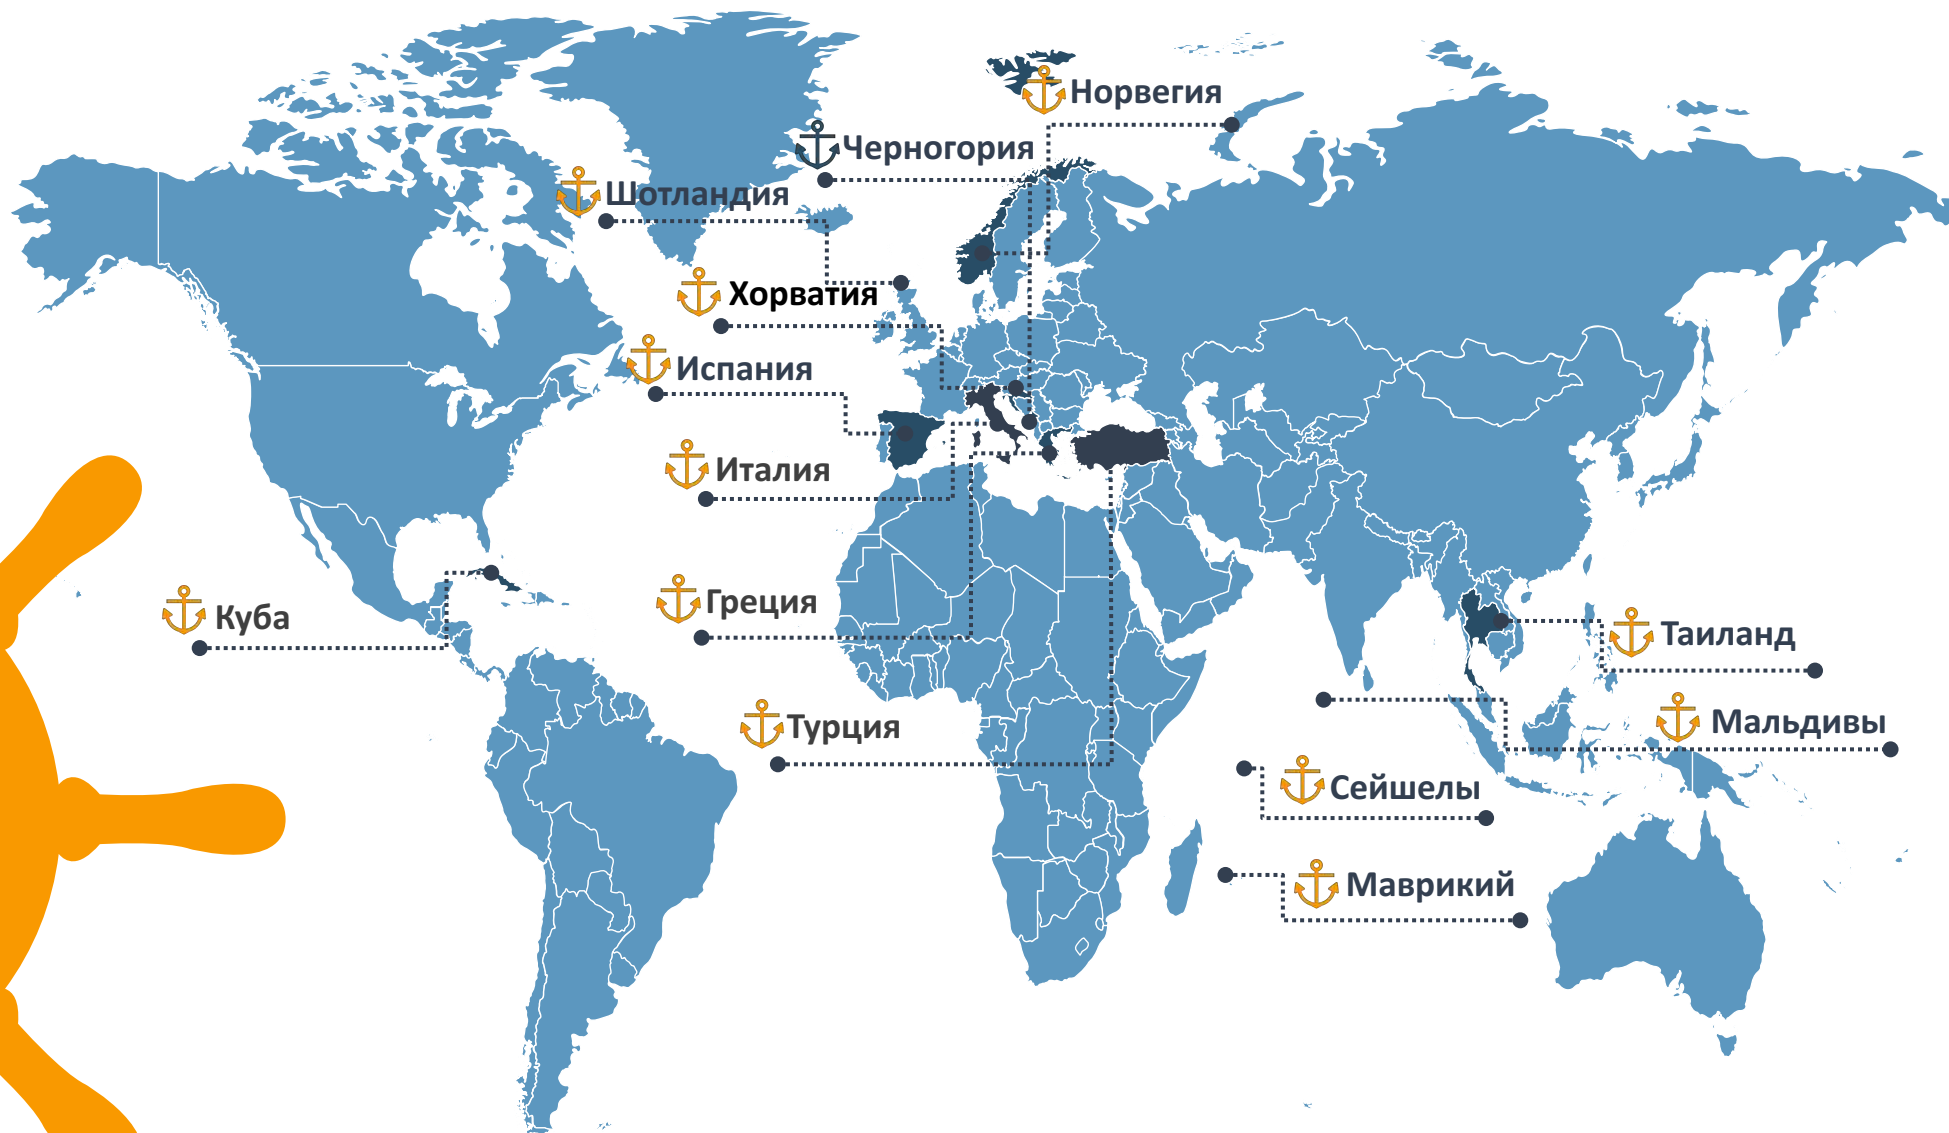 Норвегия
Черногория
Шотландия
Хорватия
Испания
Италия
Греция
Куба
Таиланд
Мальдивы
Турция
Сейшелы
Маврикий